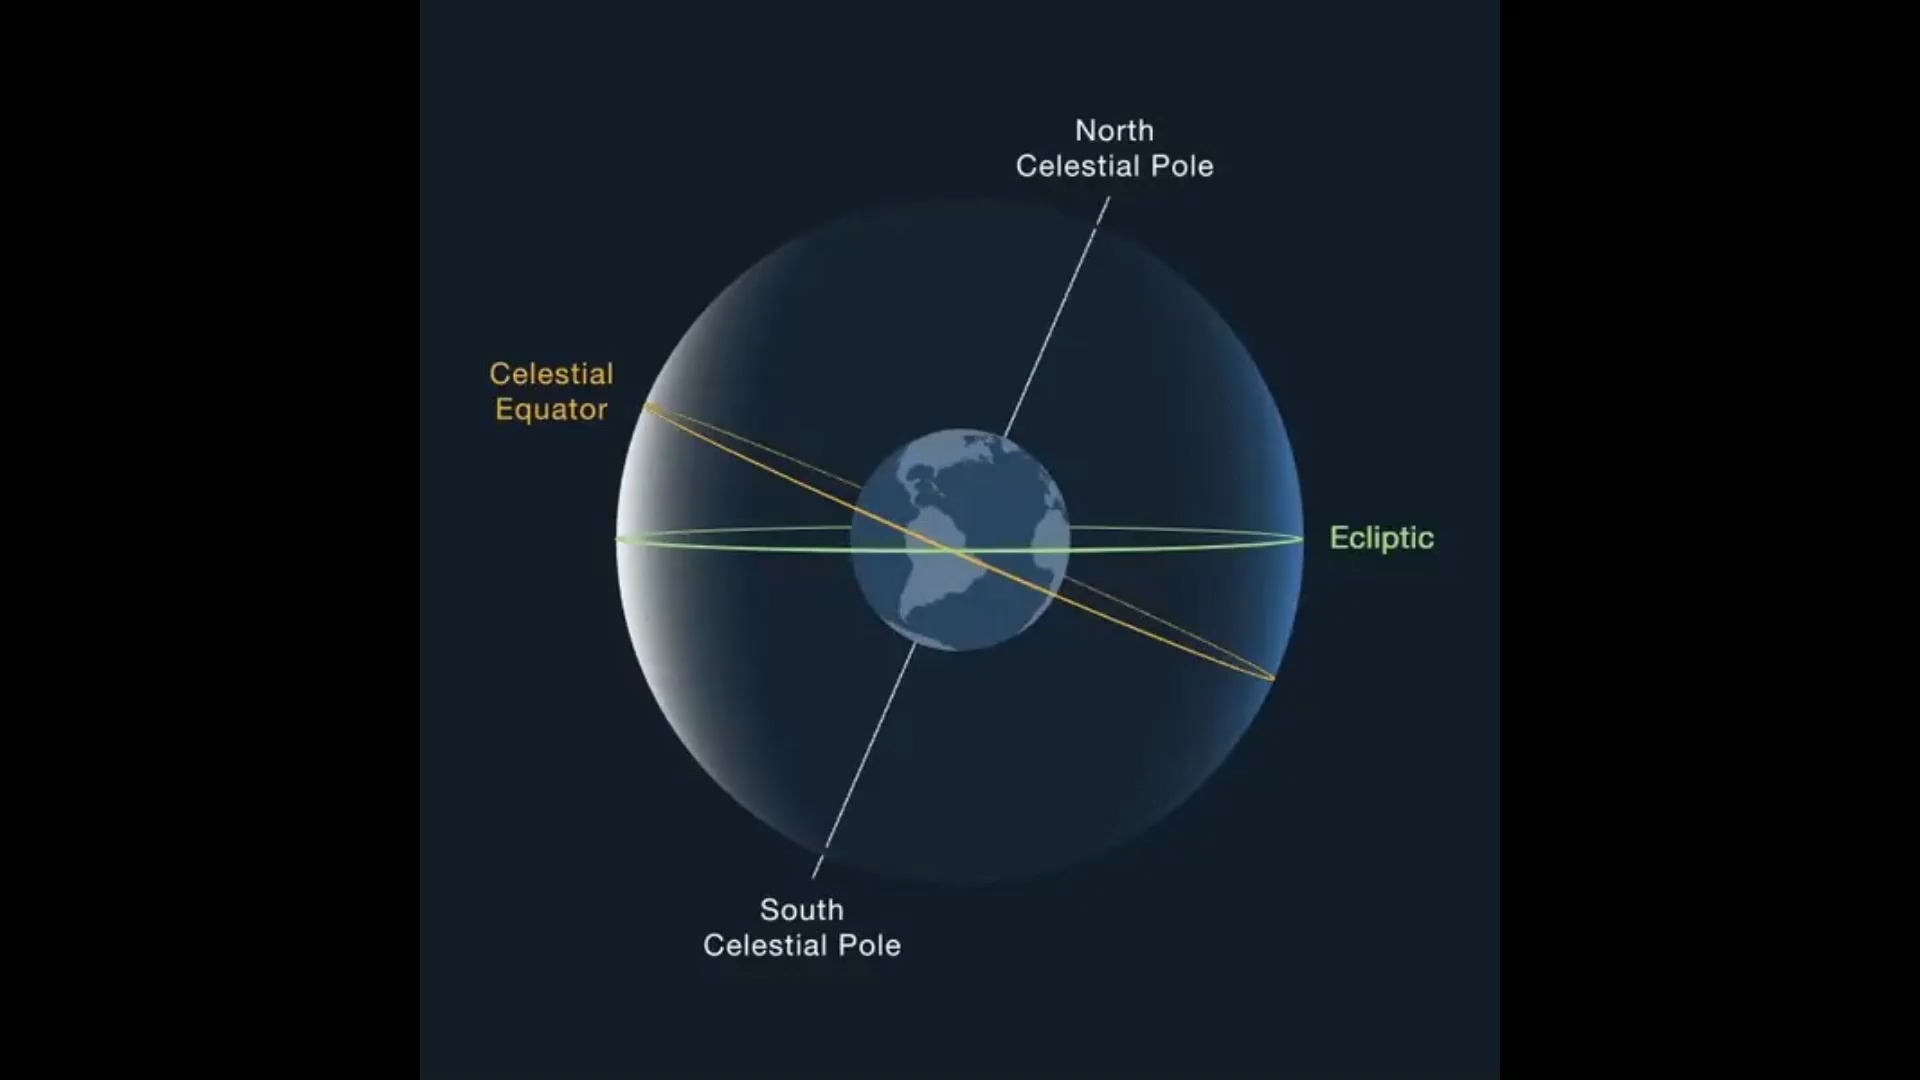 North
Celestial Pole
Celestial
Equator
Ecliptic
South
Celestial Pole